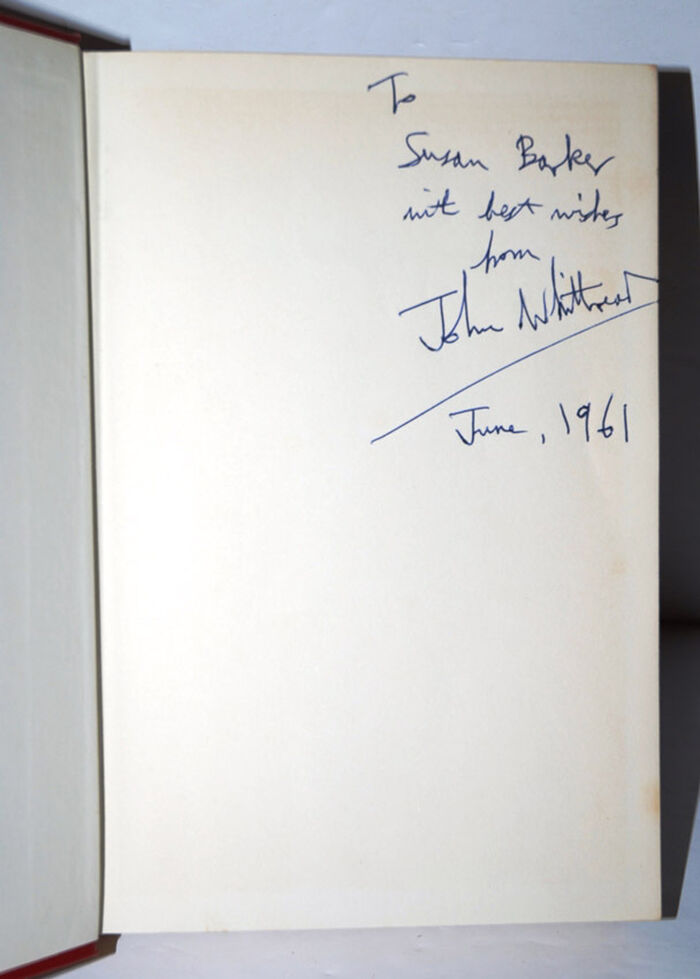 To
Susan Barker
with best wishes
from
John Whitbread
June, 1961